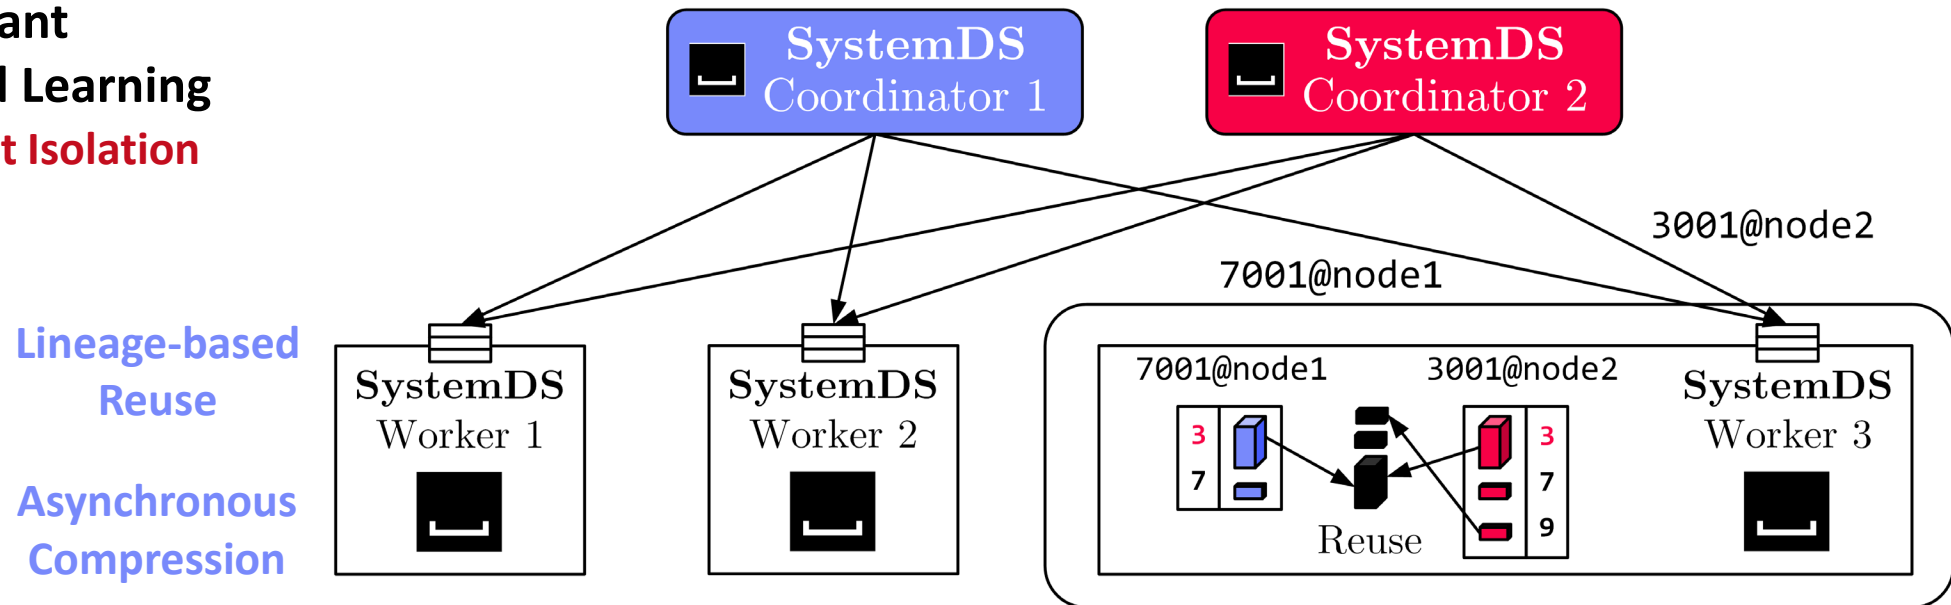 ant
d Learning
t Isolation
SystemDS
Coordinator 1
SystemDS
Coordinator 2
3001@node2
7001@node1
Lineage-based
Reuse
Asynchronous
Compression
SystemDS
Worker 1
SystemDS
Worker 2
7001@node1
3
7
Reuse
3001@node2
3
7
9
SystemDS
Worker 3